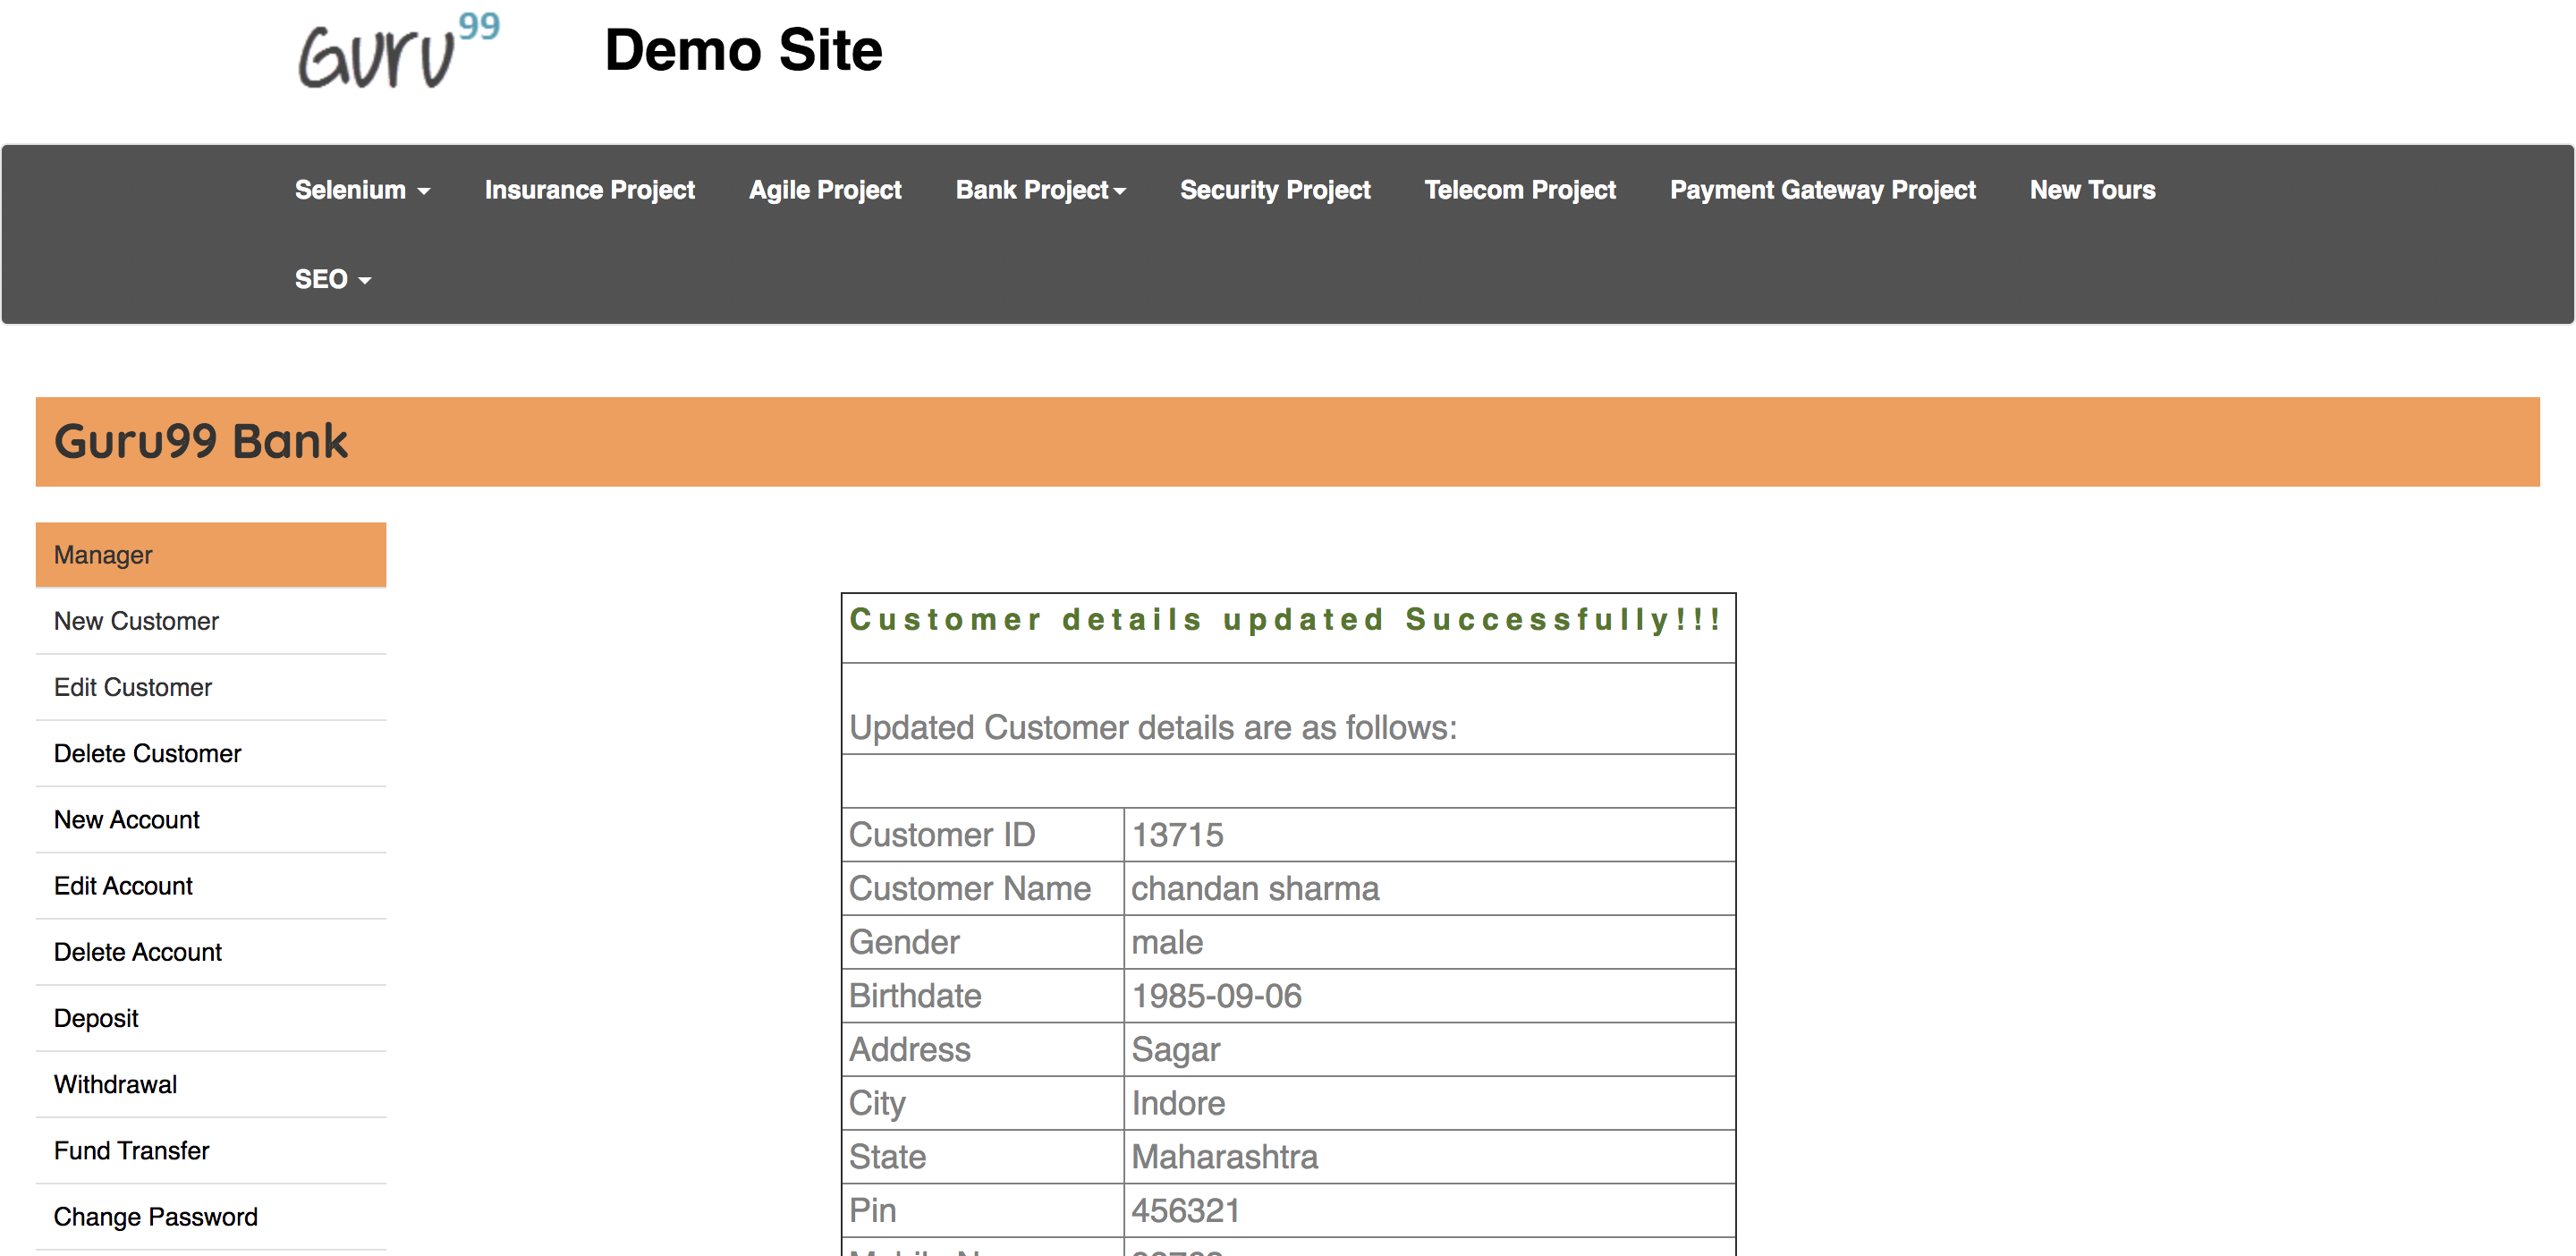 Guru99
Demo Site
Selenium Insurance Project Agile Project Bank Project Security Project Telecom Project Payment Gateway Project New Tours
SEO
Guru99 Bank
Manager
New Customer
Edit Customer
Delete Customer
New Account
Edit Account
Delete Account
Deposit
Withdrawal
Fund Transfer
Change Password
Customer details updated Successfully!!!
Updated Customer details are as follows:
Customer ID 13715
Customer Name chandan sharma
Gender male
Birthdate 1985-09-06
Address Sagar
City Indore
State Maharashtra
Pin 456321